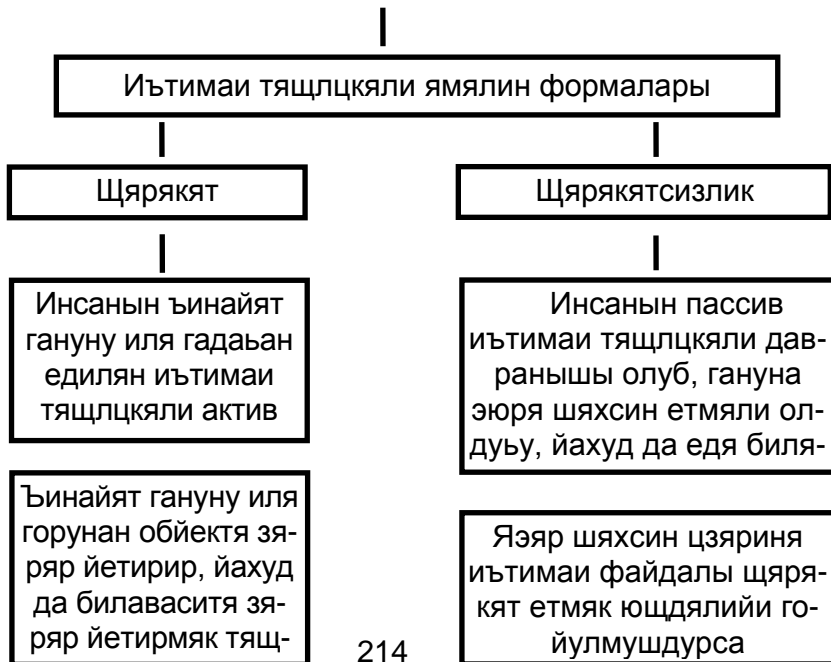 Иътимаи тящлцкяли ямялин формалары
Щярякят
Щярякятсизлик
Инсанын ъинайят
гануну иля гадаьан
едилян иътимаи
тящлцкяли актив
Инсанын пассив
иътимаи тящлцкяли дав-
ранышы олуб, гануна
эюря шяхсин етмяли ол-
дуьу, йахуд да едя биля-
Ъинайят гануну иля
горунан обйектя зя-
ряр йетирир, йахуд
да билаваситя зя-
ряр йетирмяк тящ-
Яэяр шяхсин цзяриня
иътимаи файдалы щяря-
кят етмяк ющдялийи го-
йулмушдурса
214